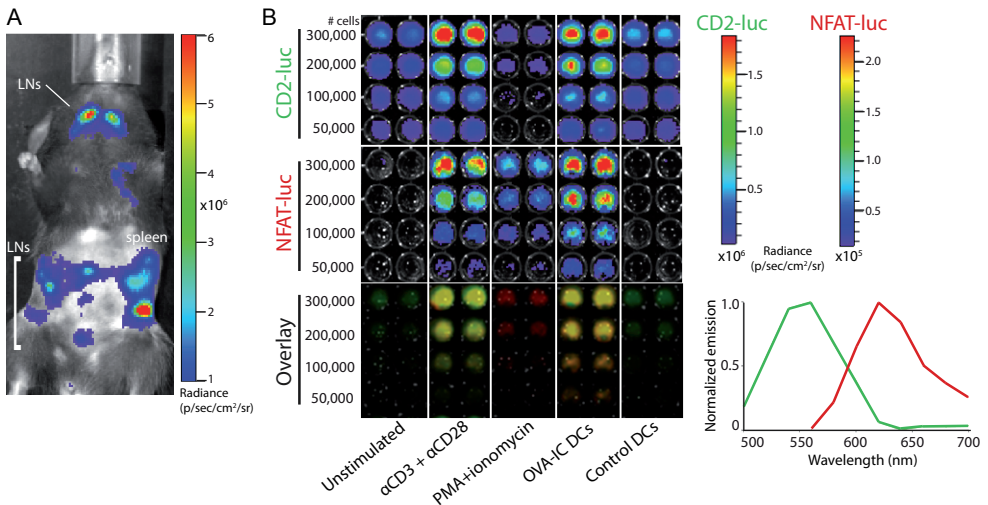 A
LNs
LNs
spleen
6
5
x10⁶
4
3
2
1
Radiance
(p/sec/cm²/sr)
B
# cells
CD2-luc
300,000
200,000
100,000
50,000
NFAT-luc
300,000
200,000
100,000
50,000
Overlay
300,000
200,000
100,000
50,000
Unstimulated
αCD3 + αCD28
PMA+ionomycin
OVA-IC DCs
Control DCs
CD2-luc
1.5
1.0
0.5
x10⁶
NFAT-luc
2.0
1.5
1.0
0.5
x10⁵
Radiance
(p/sec/cm²/sr)
Normalized emission
1.0
0.5
0
500
550
600
650
700
Wavelength (nm)